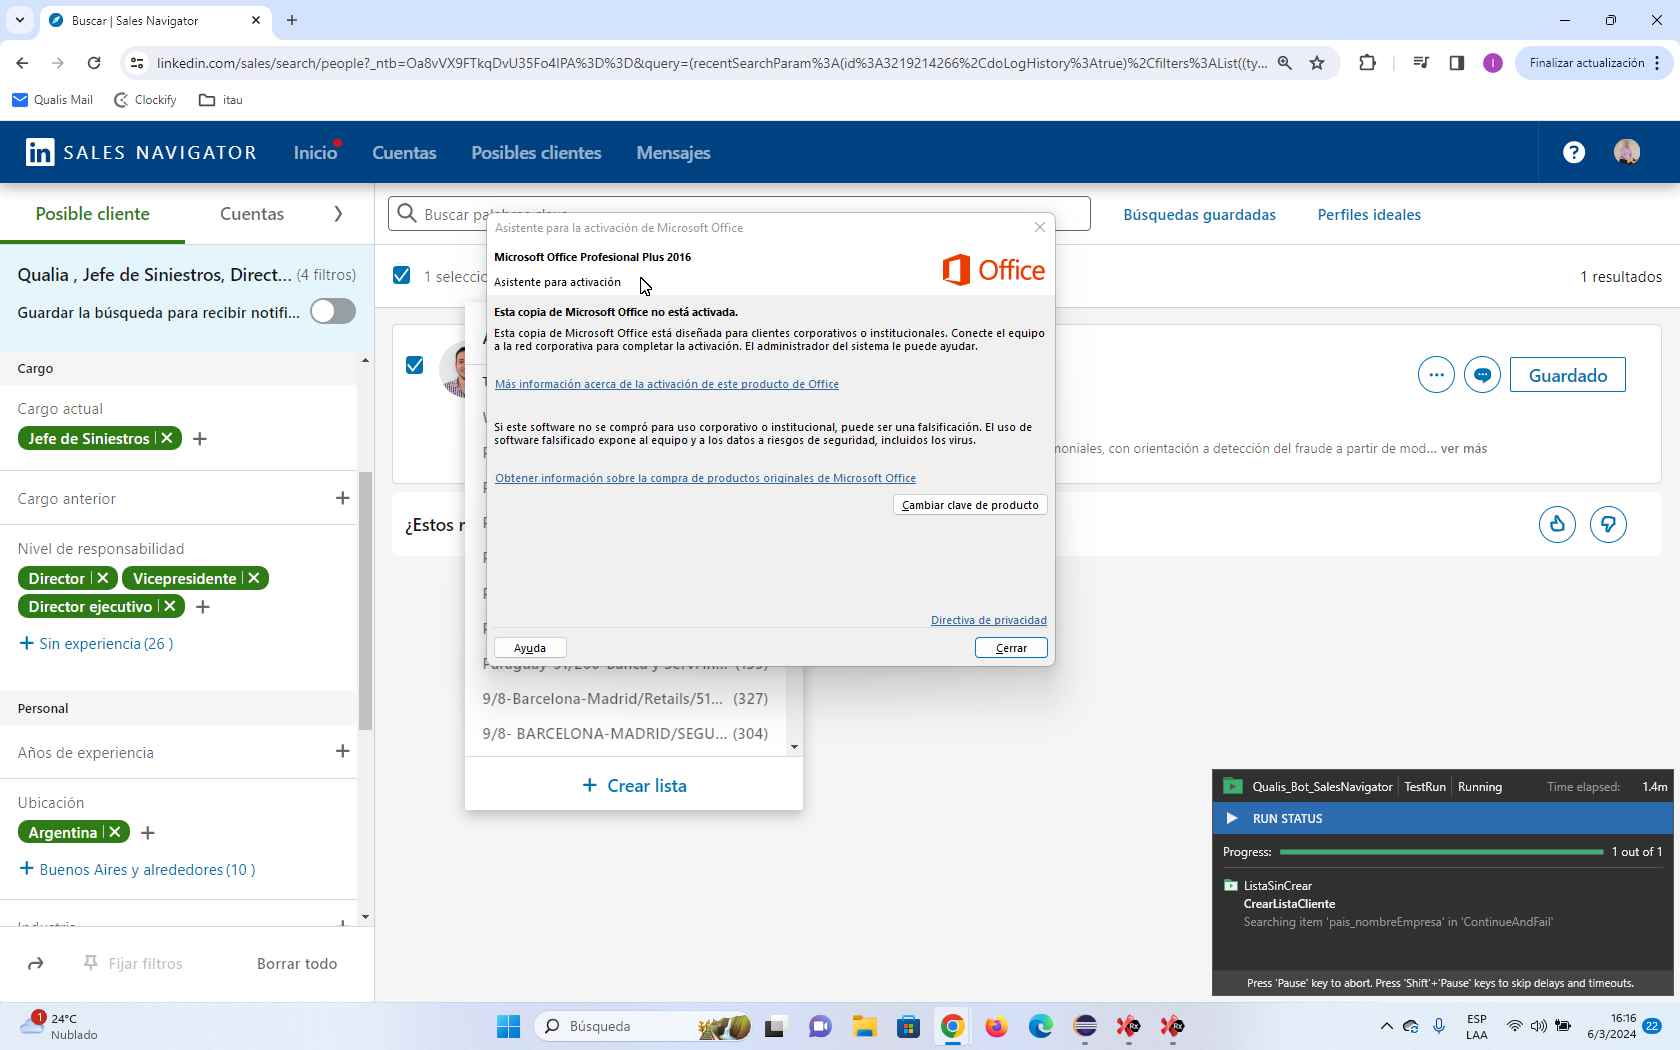 Buscar | Sales Navigator
linkedin.com/sales/search/people?_ntb=Oa8vVX9FTkqDvU35Fo4IPA%3D%3D&query=(recentSearchParam%3A(id%3A3219214266%2CdoLogHistory%3Atrue)%2Cfilters%3AList((ty...
Finalizar actualización
Qualis Mail
Clockify
itau
in SALES NAVIGATOR
Inicio
Cuentas
Posibles clientes
Mensajes
Posible cliente
Cuentas
Buscar
Búsquedas guardadas
Perfiles ideales
Qualia , Jefe de Siniestros, Direct... (4 filtros)
Guardar la búsqueda para recibir notifi...
1 selecci
1 resultados
Cargo
Cargo actual
Jefe de Siniestros
Cargo anterior
Nivel de responsabilidad
Director
Vicepresidente
Director ejecutivo
Sin experiencia (26 )
Personal
Años de experiencia
Ubicación
Argentina
Buenos Aires y alrededores (10 )
Fijar filtros
Borrar todo
Asistente para la activación de Microsoft Office
Microsoft Office Profesional Plus 2016
Asistente para activación
Office
Esta copia de Microsoft Office no está activada.
Esta copia de Microsoft Office está diseñada para clientes corporativos o institucionales. Conecte el equipo
a la red corporativa para completar la activación. El administrador del sistema le puede ayudar.
Más información acerca de la activación de este producto de Office
Si este software no se compró para uso corporativo o institucional, puede ser una falsificación. El uso de
software falsificado expone al equipo y a los datos a riesgos de seguridad, incluidos los virus.
Obtener información sobre la compra de productos originales de Microsoft Office
Cambiar clave de producto
Directiva de privacidad
Ayuda
Cerrar
Guardado
moniales, con orientación a detección del fraude a partir de mod... ver más
¿Estos r
9/8-Barcelona-Madrid/Retails/51... (327)
9/8- BARCELONA-MADRID/SEGU... (304)
Crear lista
Qualis_Bot_SalesNavigator
TestRun
Running
Time elapsed: 1.4m
RUN STATUS
Progress: 1 out of 1
ListaSinCrear
CrearListaCliente
Searching item 'pais_nombreEmpresa' in 'ContinueAndFail'
Press 'Pause' key to abort. Press 'Shift'+'Pause' keys to skip delays and timeouts.
1
24°C
Nublado
Búsqueda
Rx
Rx
ESP
LAA
16:16
6/3/2024
22